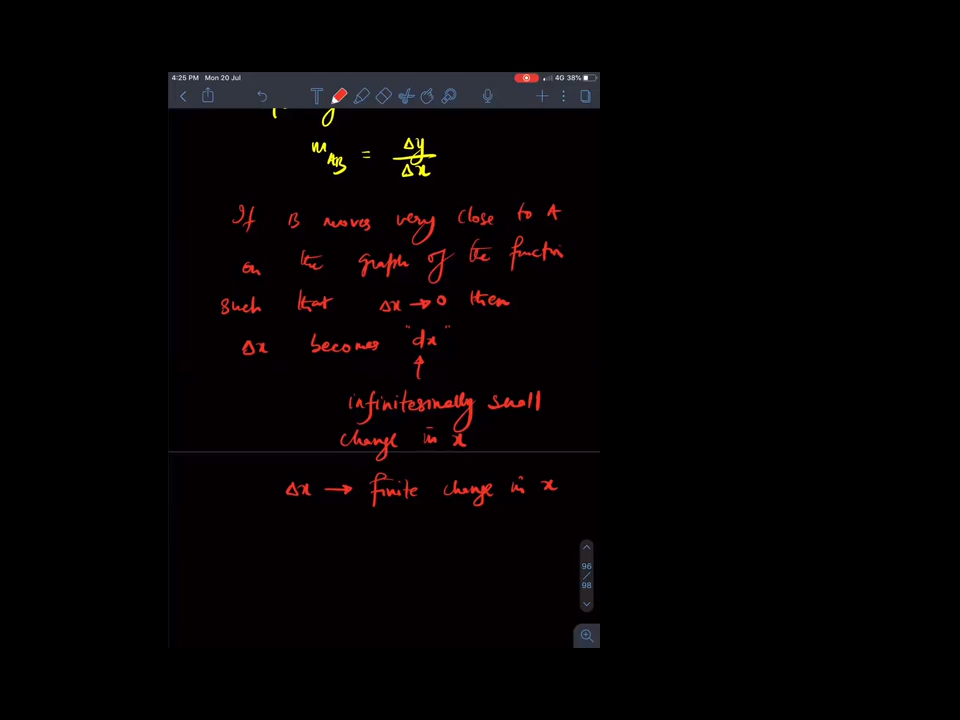 4:25 PM Mon 20 Jul
4G 38%
T
m_AB = Δy/Δx
If B moves very close to A
on the graph of the functin
Such that Δx → 0 then
Δx becomes "dx"
↑
infinitesimally small
change in x
Δx → finite change in x
96
/
98